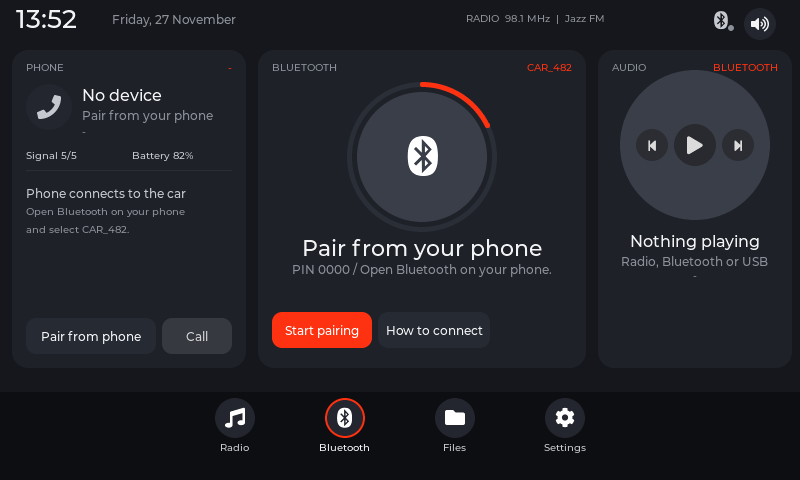 13:52
Friday, 27 November
RADIO 98.1 MHz | Jazz FM
PHONE
-
No device
Pair from your phone
-
Signal 5/5
Battery 82%
Phone connects to the car
Open Bluetooth on your phone
and select CAR_482.
Pair from phone
Call
BLUETOOTH
CAR_482
Pair from your phone
PIN 0000 / Open Bluetooth on your phone.
Start pairing
How to connect
AUDIO
BLUETOOTH
Nothing playing
Radio, Bluetooth or USB
-
Radio
Bluetooth
Files
Settings